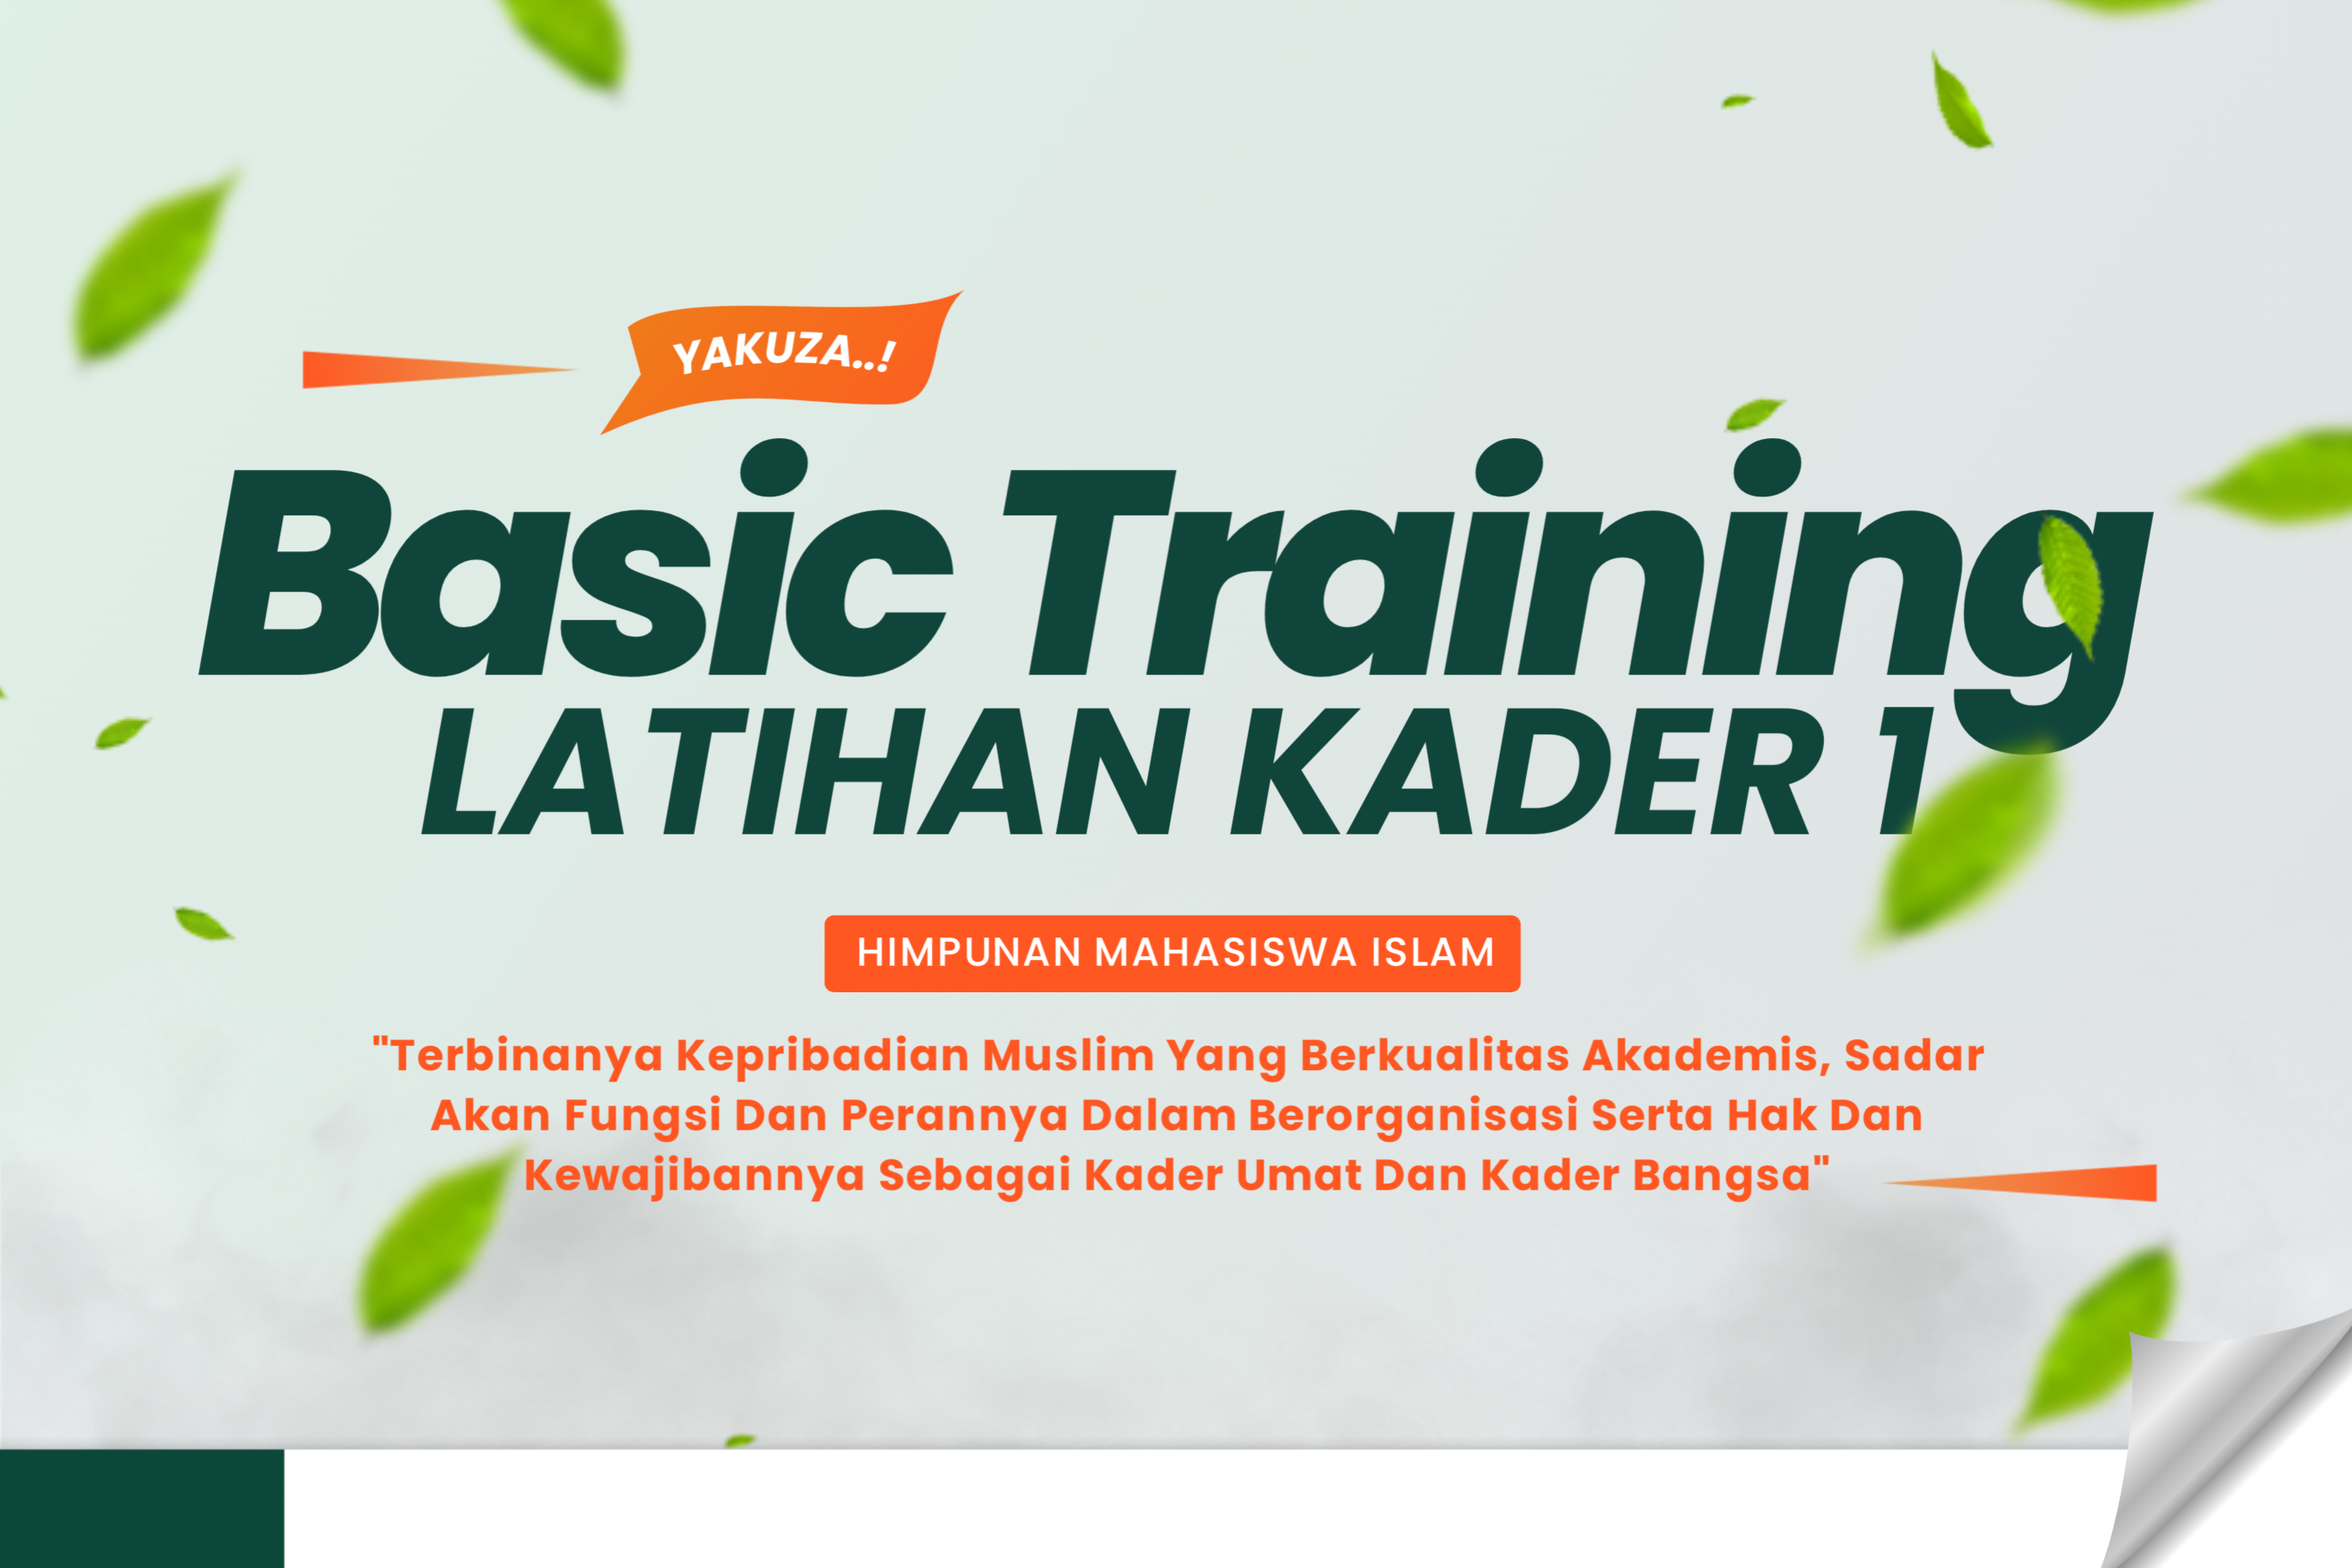 YAKUZA..!
Basic Training
LATIHAN KADER 1
HIMPUNAN MAHASISWA ISLAM
"Terbinanya Kepribadian Muslim Yang Berkualitas Akademis, Sadar
Akan Fungsi Dan Perannya Dalam Berorganisasi Serta Hak Dan
Kewajibannya Sebagai Kader Umat Dan Kader Bangsa"